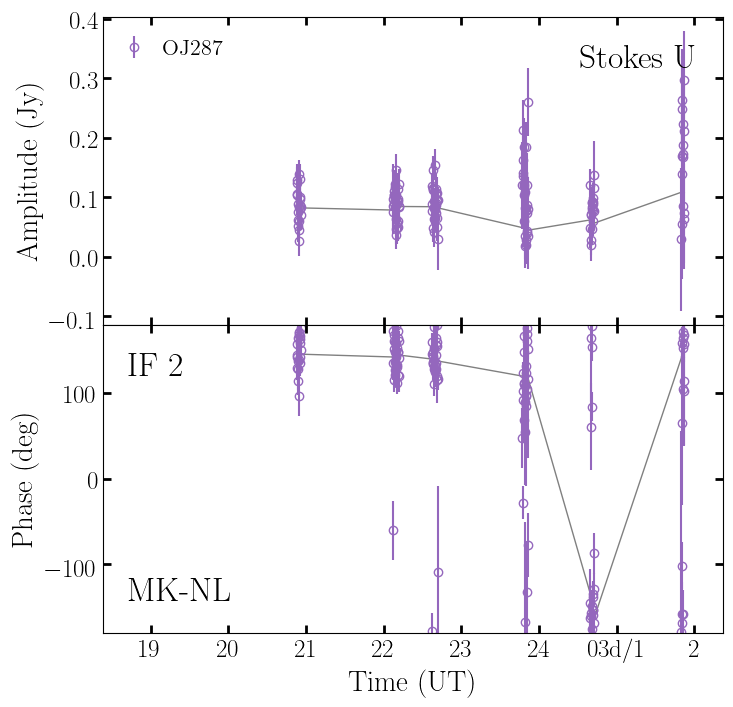 0.4
OJ287
Stokes U
0.3
0.2
0.1
0.0
−0.1
Amplitude (Jy)
IF 2
100
0
−100
Phase (deg)
MK-NL
19 20 21 22 23 24 03d/1 2
Time (UT)